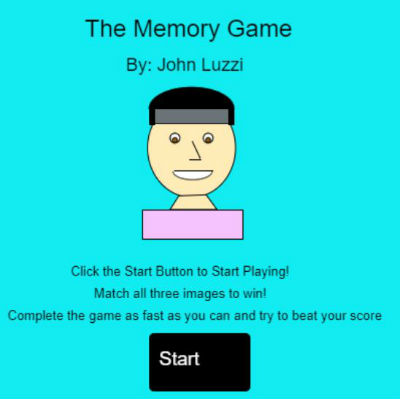 The Memory Game
By: John Luzzi
Click the Start Button to Start Playing!
Match all three images to win!
Complete the game as fast as you can and try to beat your score
Start